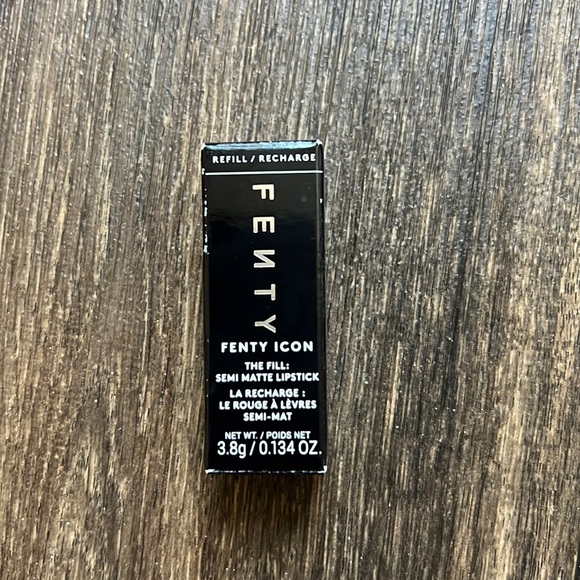 REFILL / RECHARGE
FEИTY
FENTY ICON
THE FILL:
SEMI MATTE LIPSTICK
LA RECHARGE :
LE ROUGE À LÈVRES
SEMI-MAT
NET WT. / POIDS NET
3.8g / 0.134 OZ.